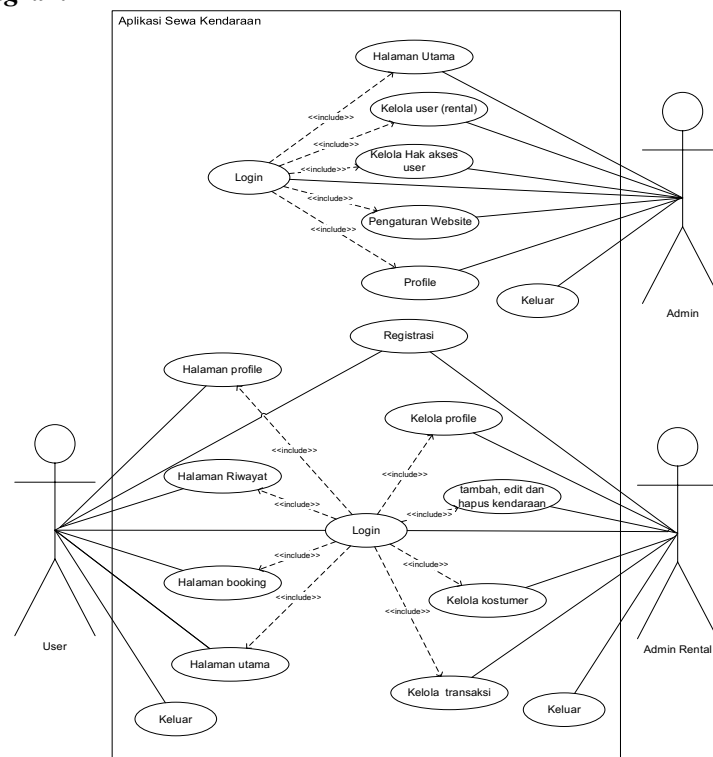 Aplikasi Sewa Kendaraan
Halaman Utama
<<include>>
Kelola user (rental)
<<include>>
Kelola Hak akses
user
<<include>>
Login
<<include>>
Pengaturan Website
<<include>>
Profile
Keluar
Admin
Registrasi
Halaman profile
Kelola profile
<<include>>
<<include>>
Halaman Riwayat
tambah, edit dan
hapus kendaraan
<<include>>
<<include>>
Login
<<include>>
<<include>>
Halaman booking
<<include>>
Kelola kostumer
<<include>>
User
Admin Rental
Halaman utama
Kelola transaksi
Keluar
Keluar